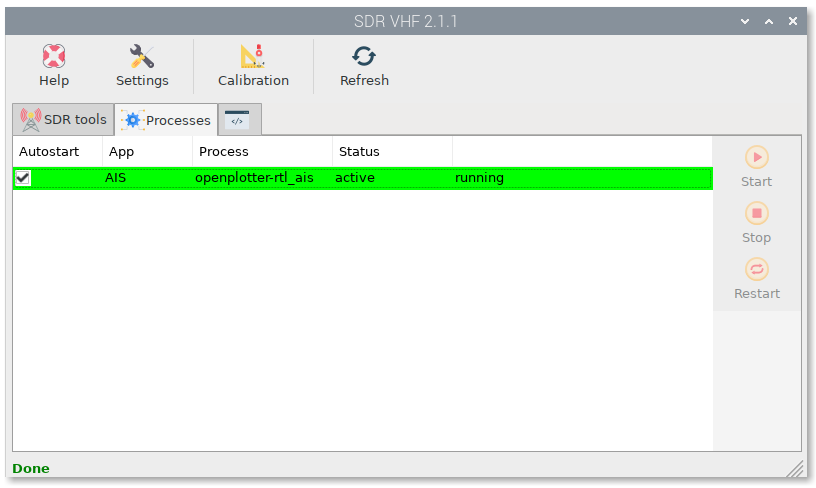 SDR VHF 2.1.1
Help Settings Calibration Refresh
SDR tools Processes </>
Autostart App Process Status
AIS openplotter-rtl_ais active running
Start
Stop
Restart
Done